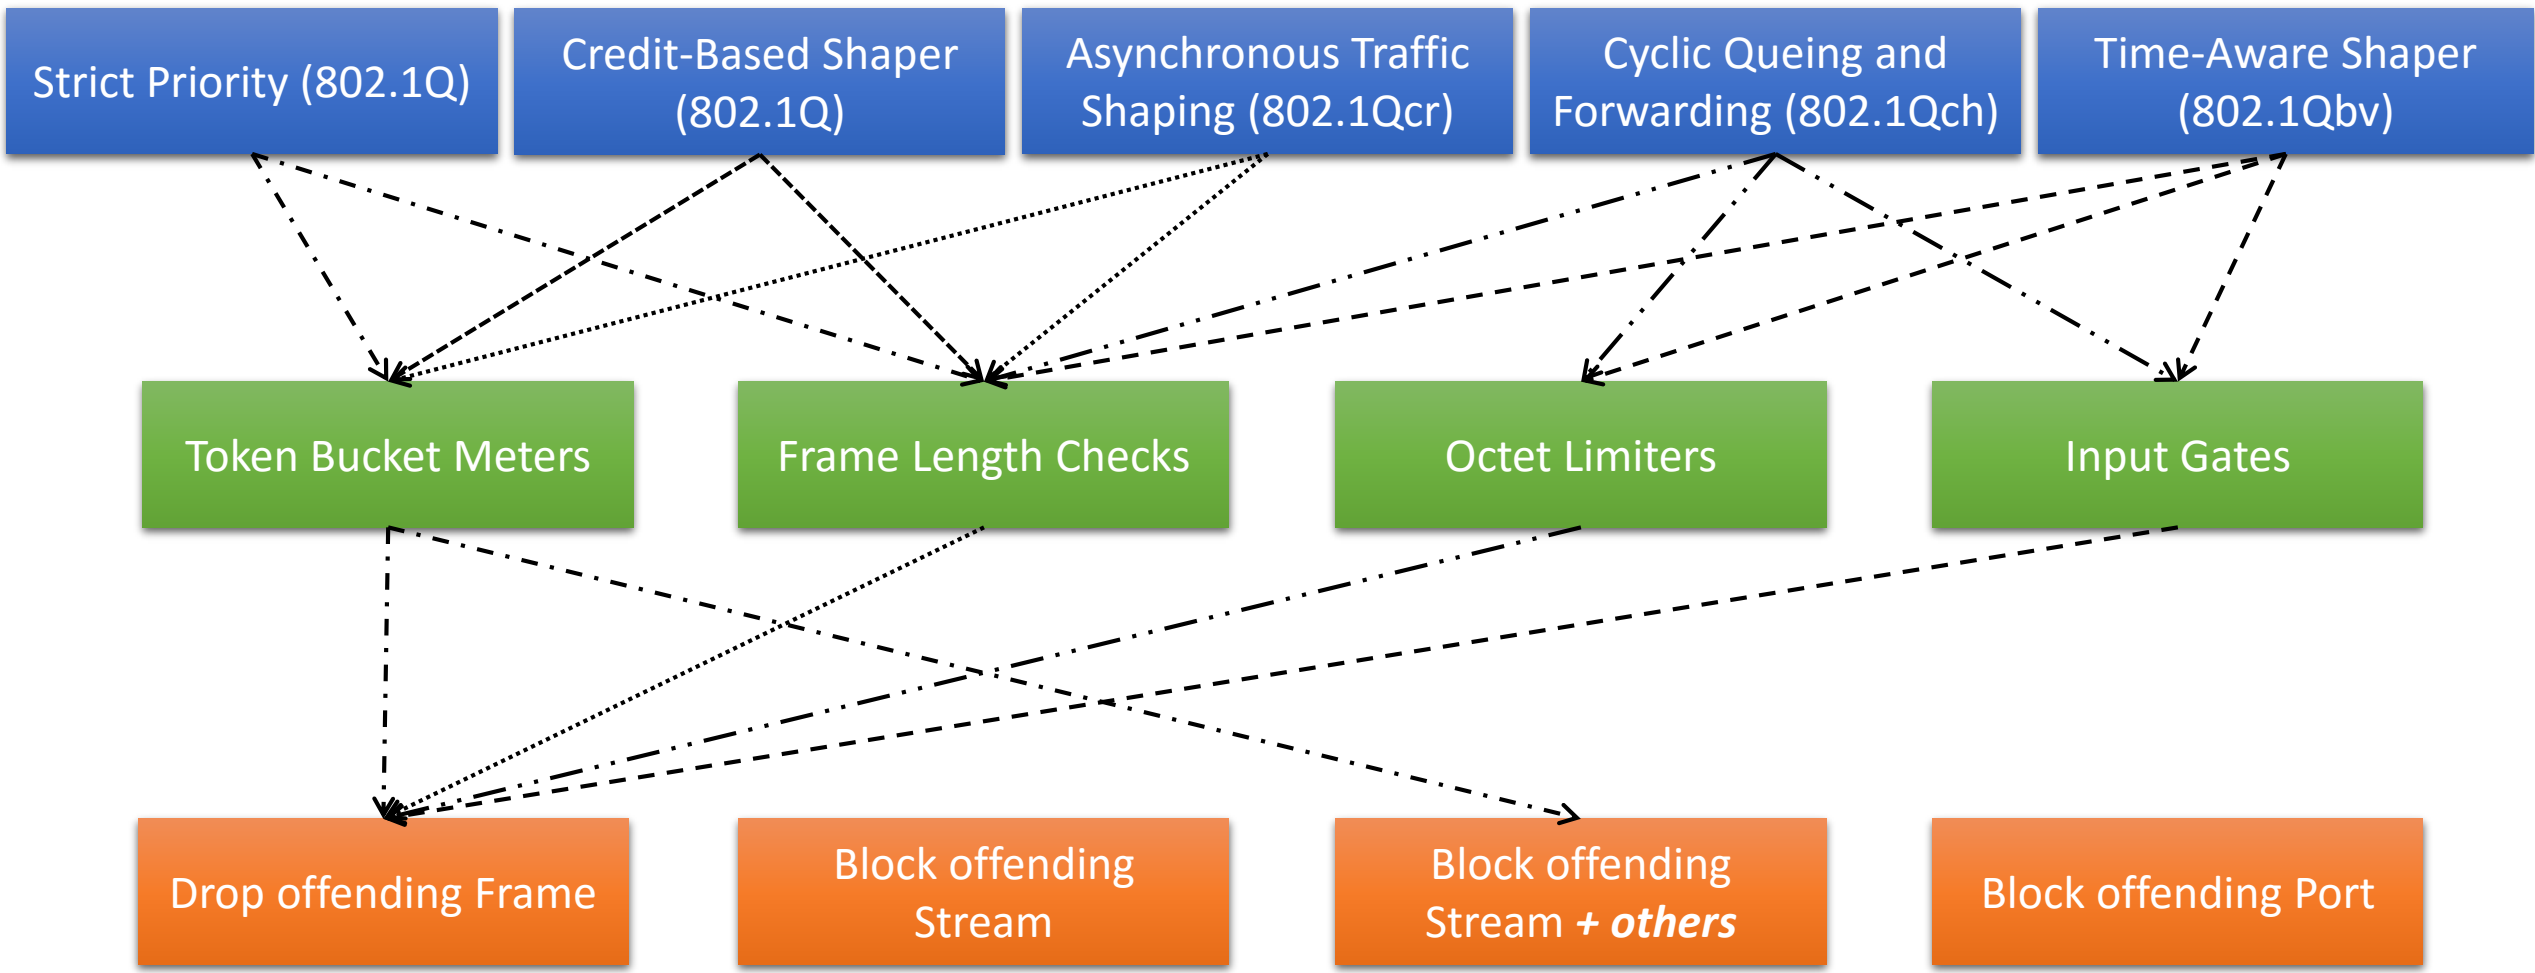 Strict Priority (802.1Q)
Credit-Based Shaper
(802.1Q)
Asynchronous Traffic
Shaping (802.1Qcr)
Cyclic Queing and
Forwarding (802.1Qch)
Time-Aware Shaper
(802.1Qbv)
Token Bucket Meters
Frame Length Checks
Octet Limiters
Input Gates
Drop offending Frame
Block offending
Stream
Block offending
Stream + others
Block offending Port